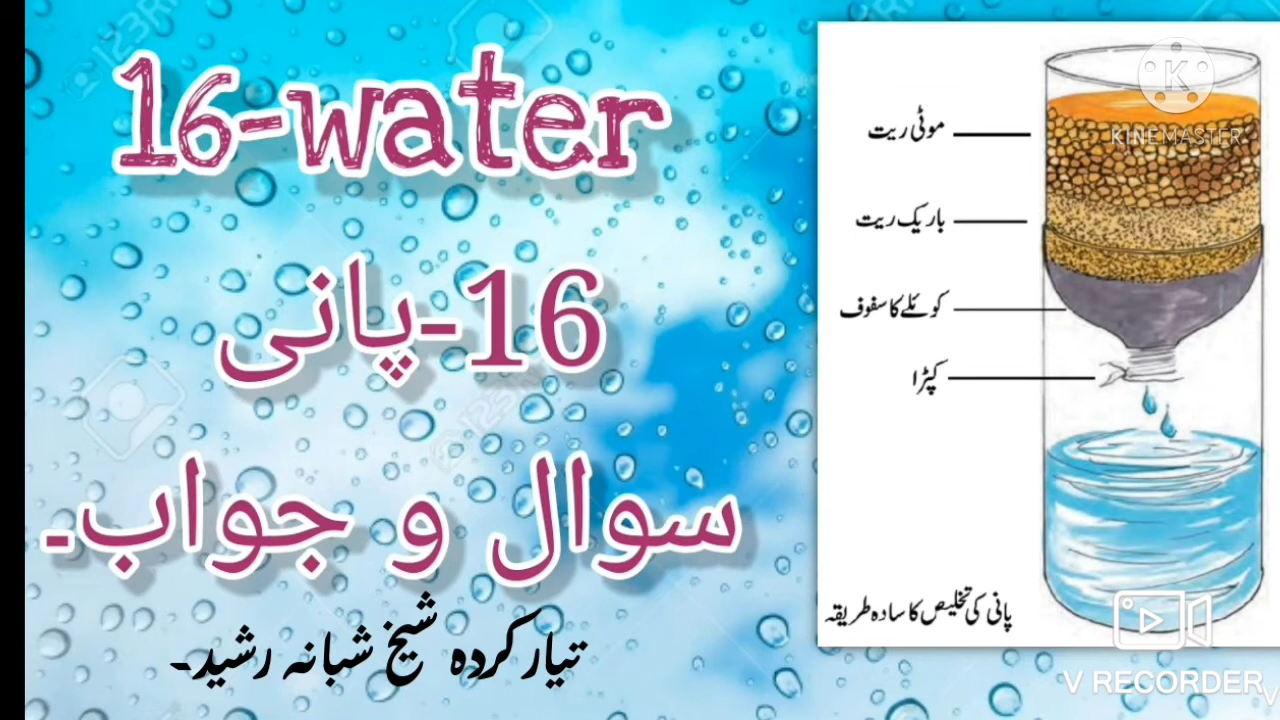 16-water
16-پانی
سوال و جواب۔
تیار کردہ شیخ شبانہ رشید۔
موٹی ریت
باریک ریت
کوئلے کا سفوف
کپڑا
پانی کی تخلیص کا سادہ طریقہ
K
KINEMASTER
V RECORDER